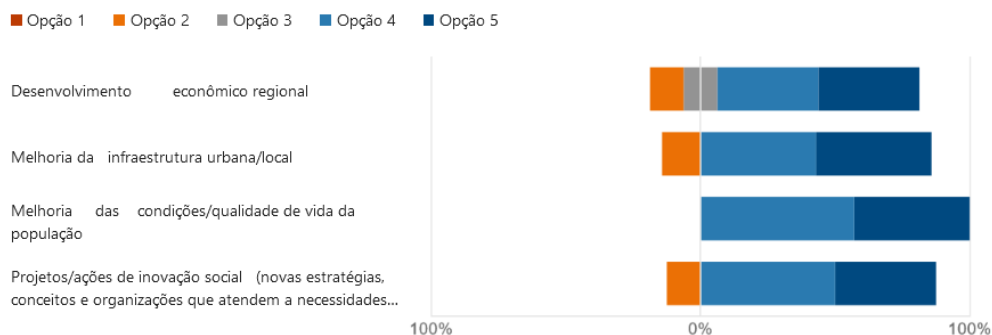 Opção 1 Opção 2 Opção 3 Opção 4 Opção 5
Desenvolvimento econômico regional
Melhoria da infraestrutura urbana/local
Melhoria das condições/qualidade de vida da
população
Projetos/ações de inovação social (novas estratégias,
conceitos e organizações que atendem a necessidades...
100% 0% 100%